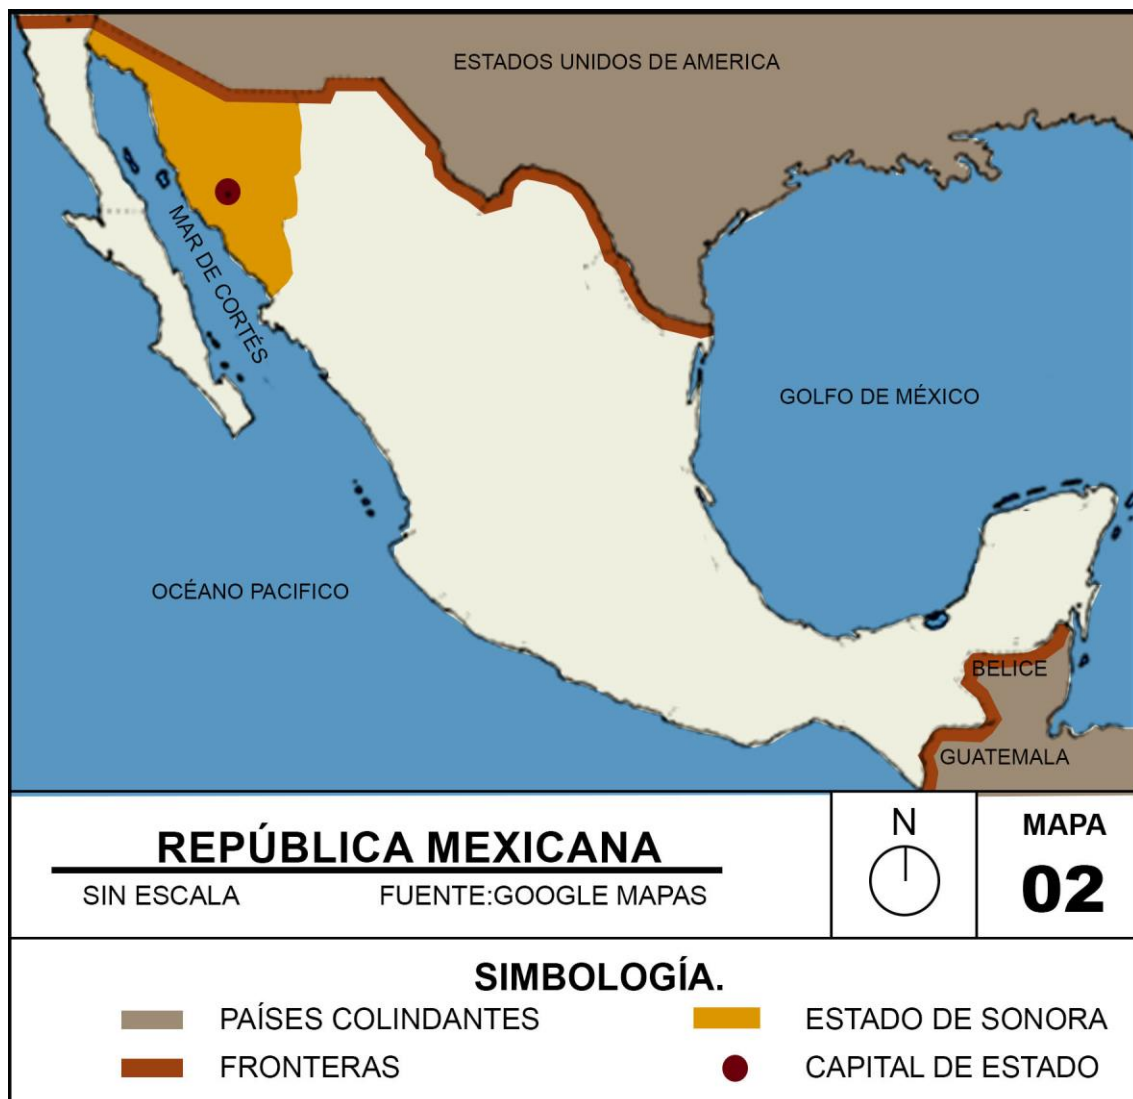 ESTADOS UNIDOS DE AMERICA
MAR DE CORTÉS
GOLFO DE MÉXICO
OCÉANO PACIFICO
BELICE
GUATEMALA
REPÚBLICA MEXICANA
SIN ESCALA
FUENTE:GOOGLE MAPAS
N
MAPA
02
SIMBOLOGÍA.
PAÍSES COLINDANTES
ESTADO DE SONORA
FRONTERAS
CAPITAL DE ESTADO